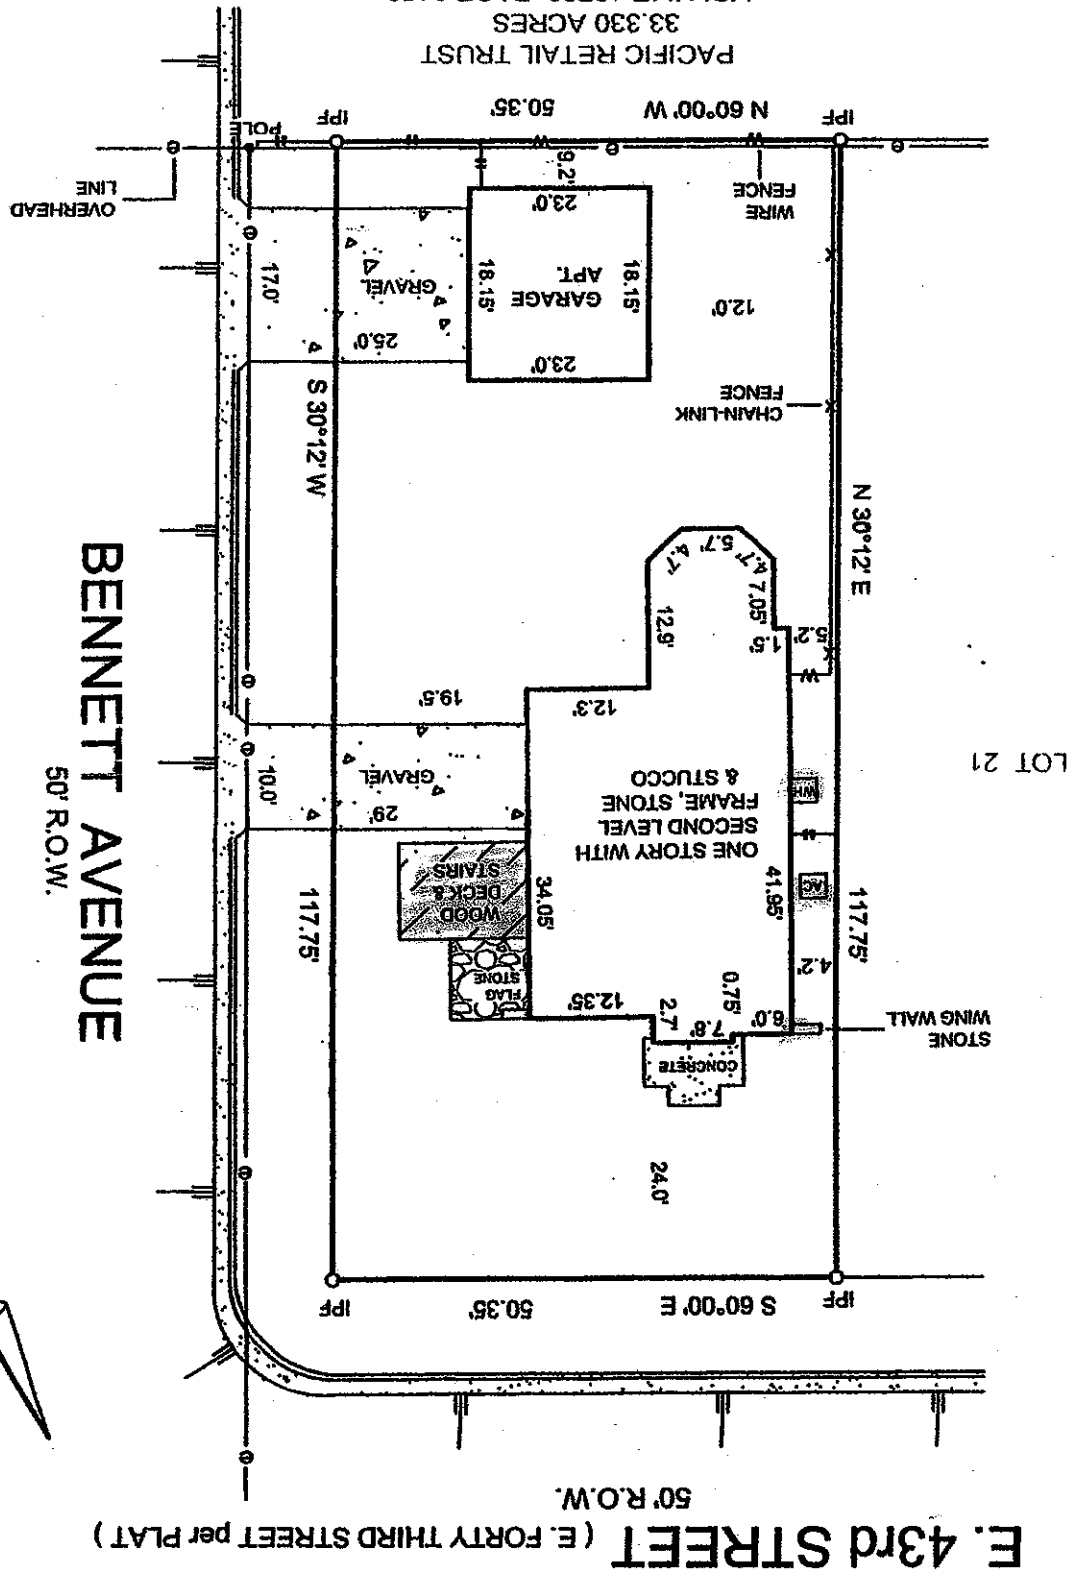 E. 43rd STREET ( E. FORTY THIRD STREET per PLAT )
50' R.O.W.
IPF
S 60°00' E
50.35'
IPF
24.0'
STONE
WING WALL
CONCRETE
6.0'
0.75'
7.8'
2.7'
12.35'
FLAG
STONE
4.2'
AC
WH
117.75'
41.95'
34.05'
117.75'
WOOD
DECK &
STAIRS
ONE STORY WITH
SECOND LEVEL
FRAME, STONE
& STUCCO
29'
GRAVEL
10.0'
19.5'
LOT 21
BENNETT AVENUE
50' R.O.W.
12.3'
5.2'
1.5'
7.05'
12.9'
4.7'
5.7'
4.7'
N 30°12' E
S 30°12' W
CHAIN-LINK
FENCE
23.0'
25.0'
12.0'
18.15'
GARAGE
APT.
18.15'
GRAVEL
17.0'
WIRE
FENCE
23.0'
9.2'
OVERHEAD
LINE
POLE
IPF
N 60°00' W
50.35'
IPF
PACIFIC RETAIL TRUST
33.330 ACRES